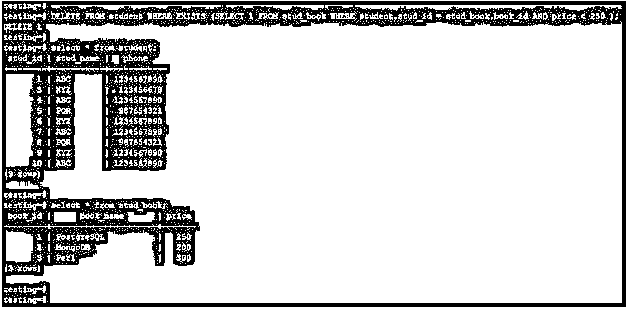 testing=#
testing=# DELETE FROM student WHERE EXISTS (SELECT 1 FROM stud_book WHERE student.stud_id = stud_book.book_id AND price < 250 );
DELETE 1
testing=#
testing=# select * from student;
stud_id | stud_name | phone
1 | ABC | 1234567890
3 | XYZ | 1234567890
4 | ABC | 1234567890
5 | PQR | 987654321
6 | XYZ | 1234567890
7 | ABC | 1234567890
8 | PQR | 987654321
9 | XYZ | 1234567890
10 | ABC | 1234567890
(9 rows)
testing=#
testing=# select * from stud_book;
book_id | book_name | price
1 | PostgreSQL | 250
2 | MongoDB | 200
3 | Perl | 300
(3 rows)
testing=#
testing=#